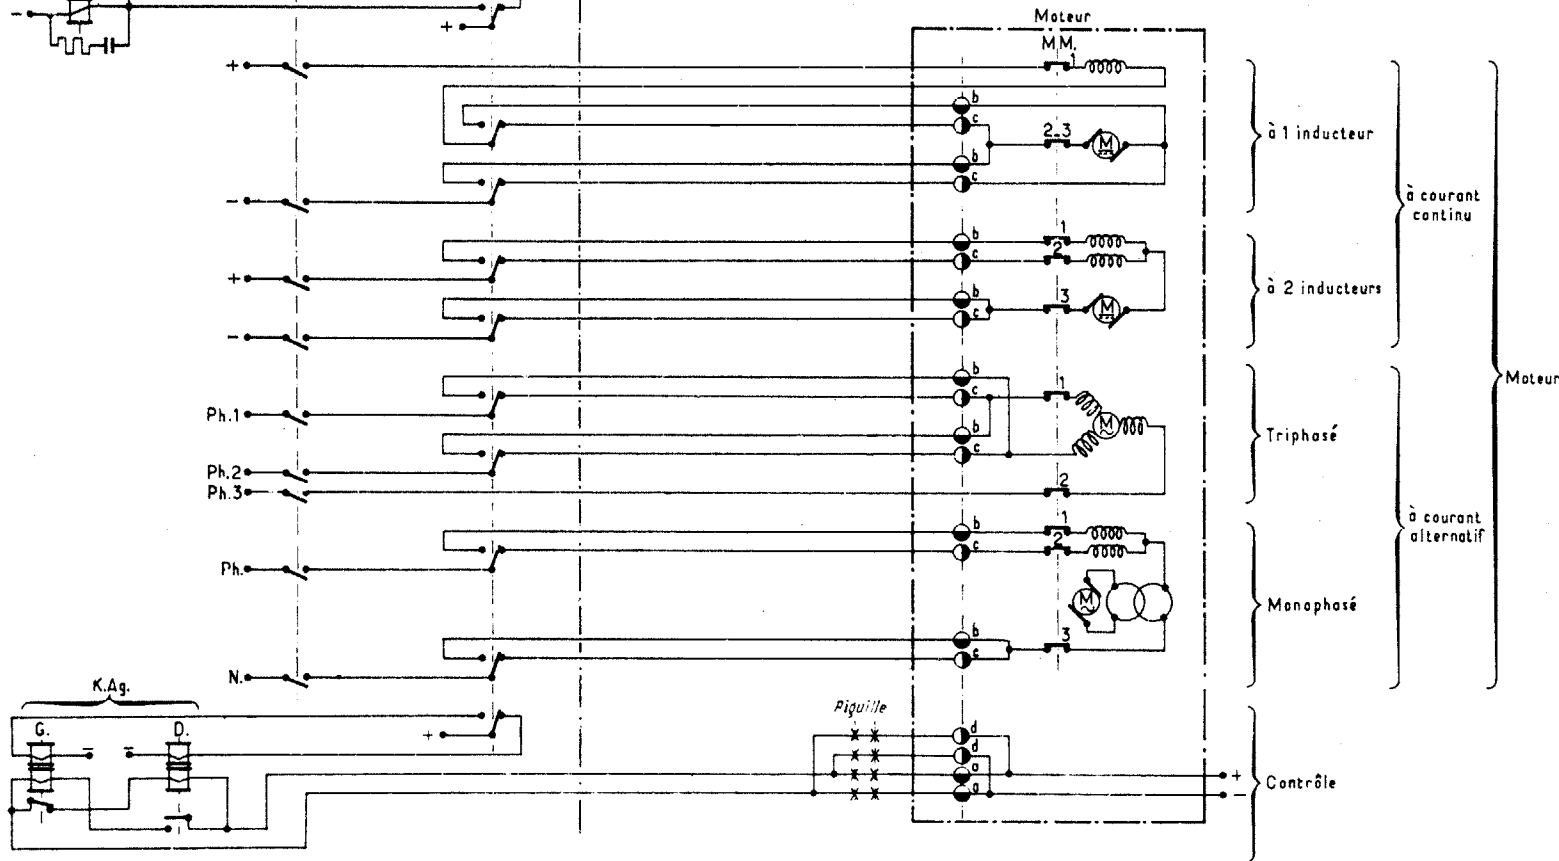 Moteur
M M.
+
+
1
b
c
2_3
M
b
c
-
à 1 inducteur
à courant
continu
b
1
c
2
+
b
3
M
c
-
à 2 inducteurs
Moteur
b
c
1
Ph.1
M
b
c
Ph.2
Ph.3
2
Triphasé
à courant
alternatif
b
1
c
2
Ph.
M
b
3
c
N.
Monophasé
K.Ag.
G.
D.
+
Aiguille
d
d
a
a
+
-
Contrôle